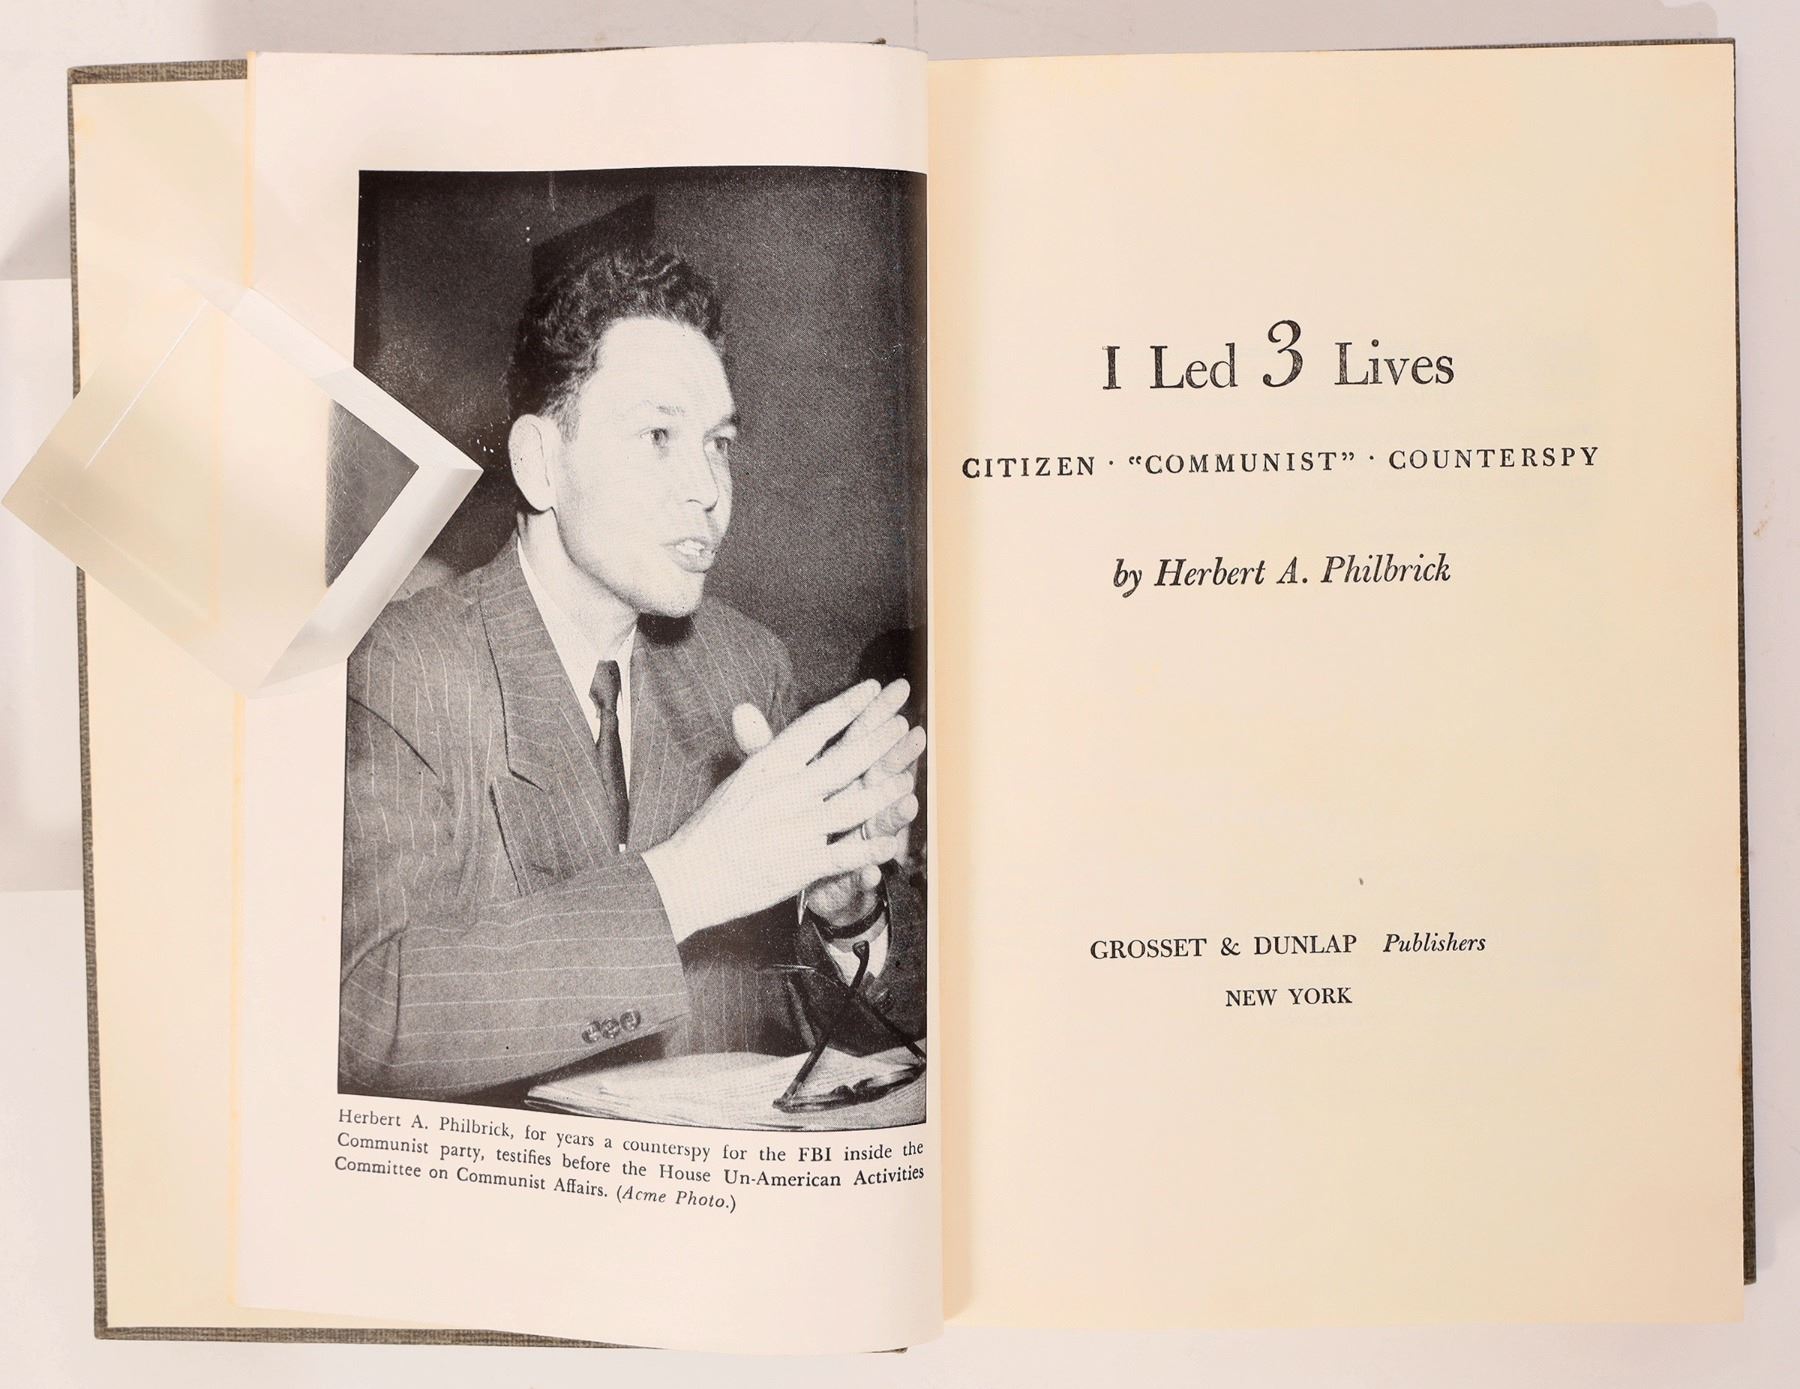 Herbert A. Philbrick, for years a counterspy for the FBI inside the
Communist party, testifies before the House Un-American Activities
Committee on Communist Affairs. (Acme Photo.)
I Led 3 Lives
CITIZEN · “COMMUNIST” · COUNTERSPY
by Herbert A. Philbrick
GROSSET & DUNLAP Publishers
NEW YORK